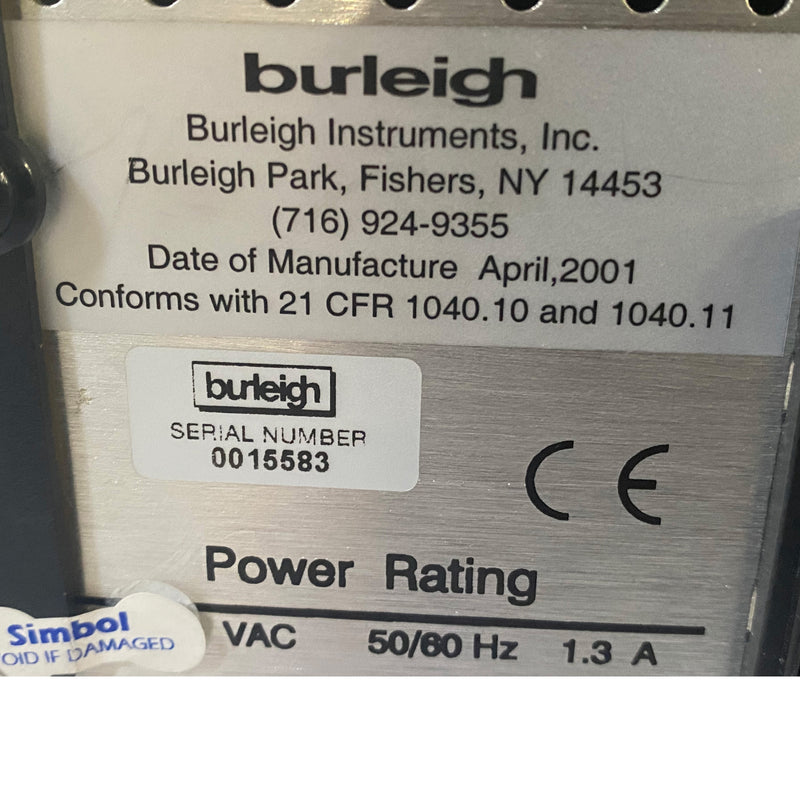 burleigh
Burleigh Instruments, Inc.
Burleigh Park, Fishers, NY 14453
(716) 924-9355
Date of Manufacture April,2001
Conforms with 21 CFR 1040.10 and 1040.11
burleigh
SERIAL NUMBER
0015583
CE
Power Rating
VAC 50/60 Hz 1.3 A
Simbol
OID IF DAMAGED